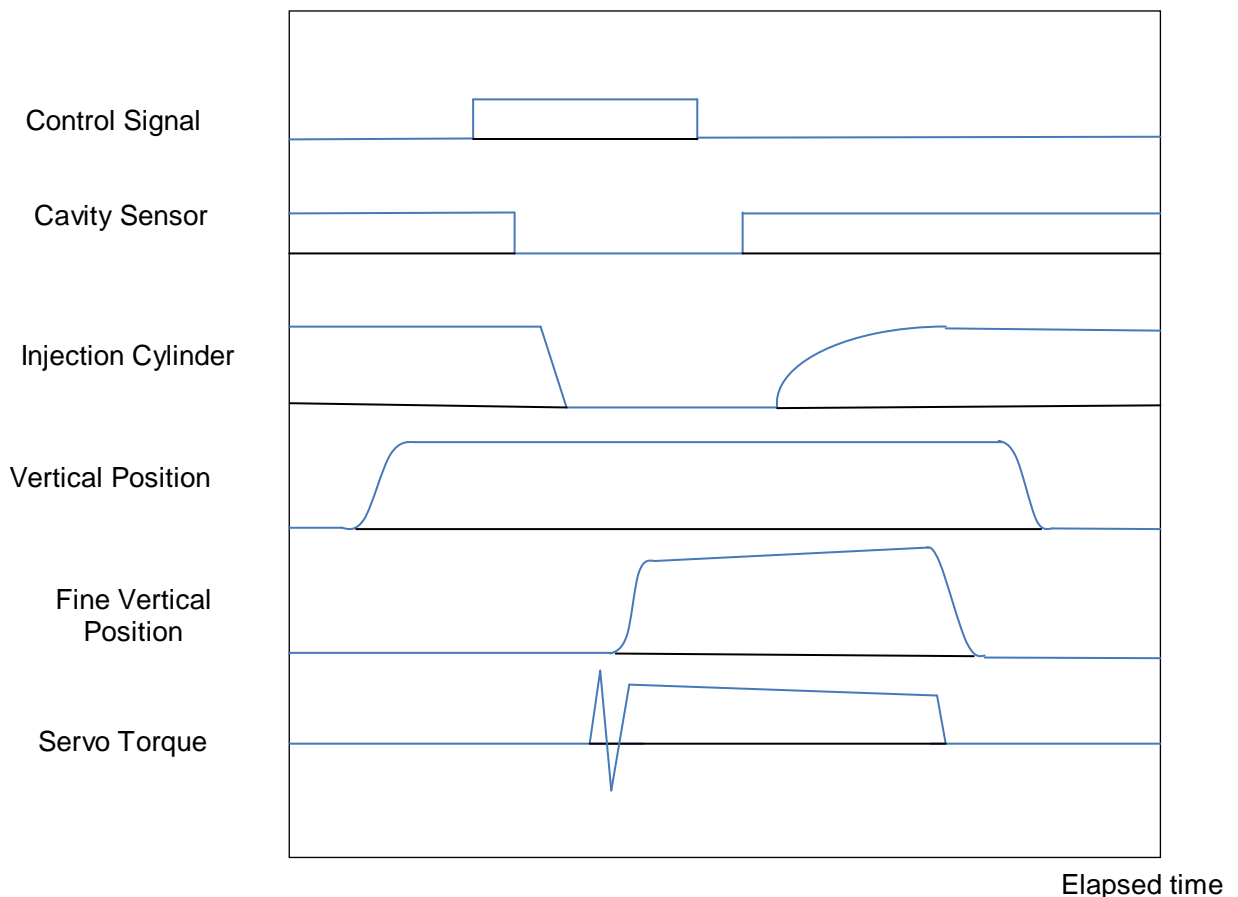 Control Signal
Cavity Sensor
Injection Cylinder
Vertical Position
Fine Vertical
Position
Servo Torque
Elapsed time